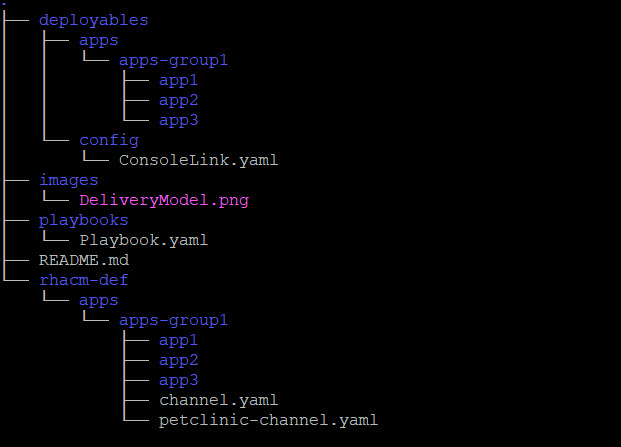 .
├── deployables
│   ├── apps
│   │   └── apps-group1
│   │       ├── app1
│   │       ├── app2
│   │       └── app3
│   └── config
│       └── ConsoleLink.yaml
├── images
│   └── DeliveryModel.png
├── playbooks
│   └── Playbook.yaml
├── README.md
└── rhacm-def
    └── apps
        └── apps-group1
            ├── app1
            ├── app2
            ├── app3
            ├── channel.yaml
            └── petclinic-channel.yaml